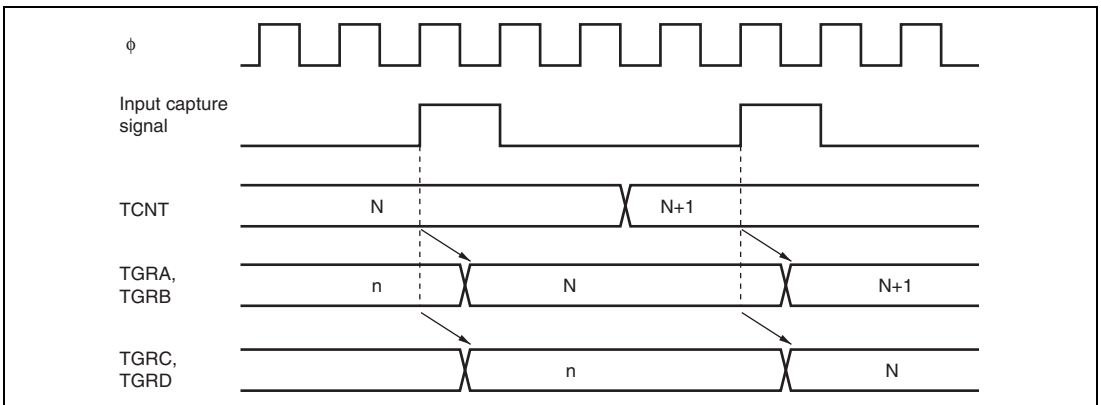 ϕ
Input capture
signal
TCNT
N
N+1
TGRA,
TGRB
n
N
N+1
TGRC,
TGRD
n
N